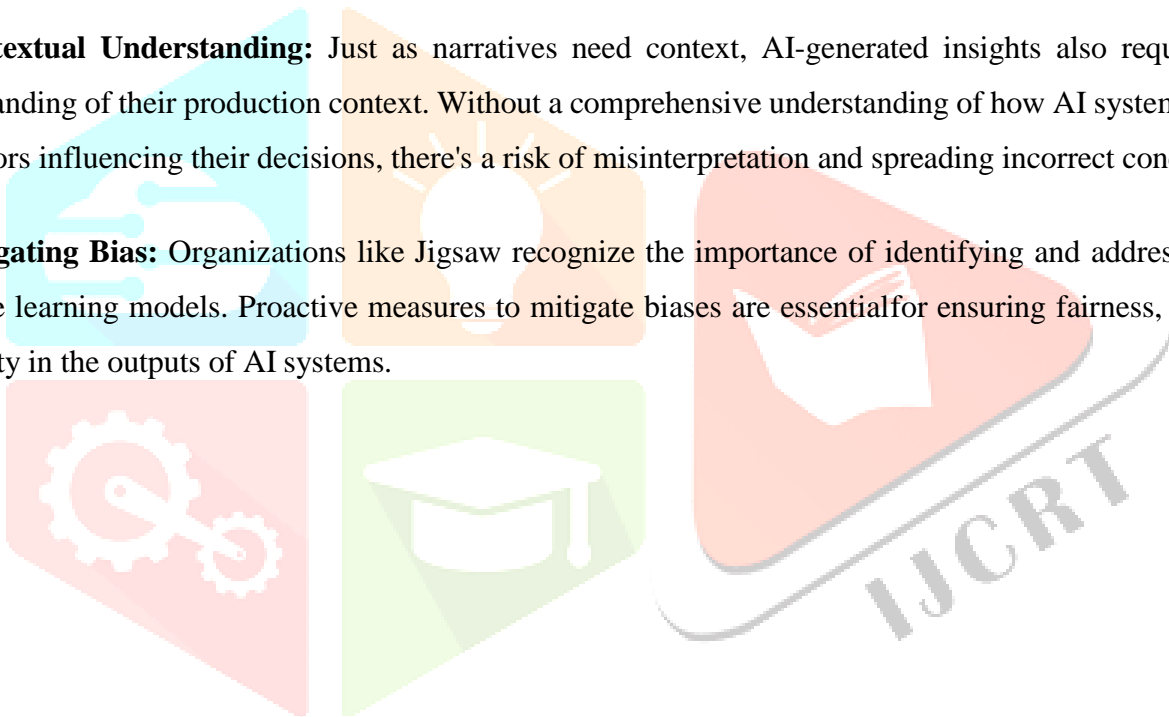 textual Understanding: Just as narratives need context, AI-generated insights also requ
anding of their production context. Without a comprehensive understanding of how AI system
ors influencing their decisions, there's a risk of misinterpretation and spreading incorrect con
gating Bias: Organizations like Jigsaw recognize the importance of identifying and addres
e learning models. Proactive measures to mitigate biases are essentialfor ensuring fairness,
ty in the outputs of AI systems.
IJCRT